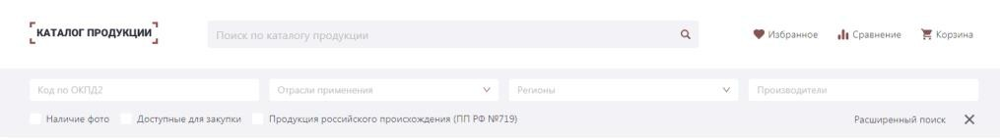 КАТАЛОГ ПРОДУКЦИИ Поиск по каталогу продукции Избранное Сравнение Корзина
Код по ОКПД2 Отрасли применения Регионы Производители
Наличие фото Доступные для закупки Продукция российского происхождения (ПП РФ №719) Расширенный поиск